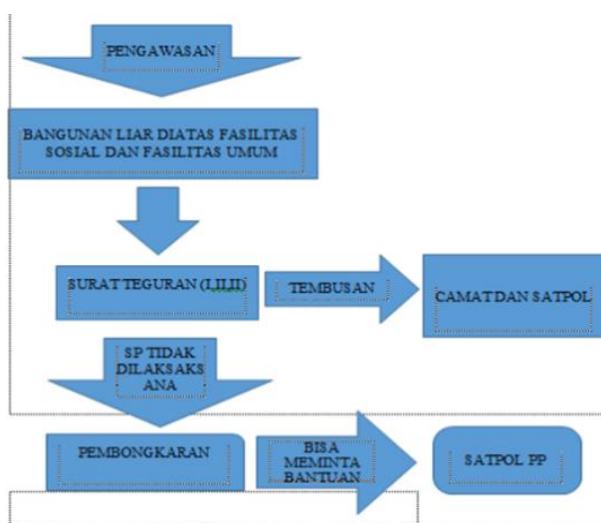 PENGAWASAN
BANGUNAN LIAR DIATAS FASILITAS
SOSIAL DAN FASILITAS UMUM
SURAT TEGURAN (I,II,III)
TEMBUSAN
CAMAT DAN SATPOL
SP TIDAK
DILAKSAKS
ANA
PEMBONGKARAN
BISA
MEMINTA
BANTUAN
SATPOL PP